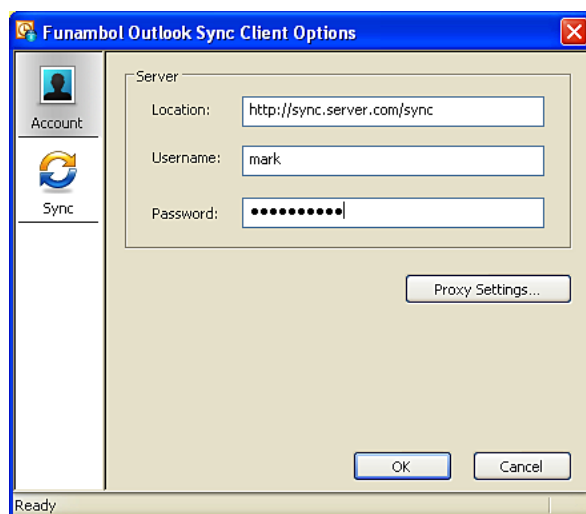 Funambol Outlook Sync Client Options
Account
Sync
Server
Location: http://sync.server.com/sync
Username: mark
Password: ●●●●●●●●●●
Proxy Settings...
OK Cancel
Ready